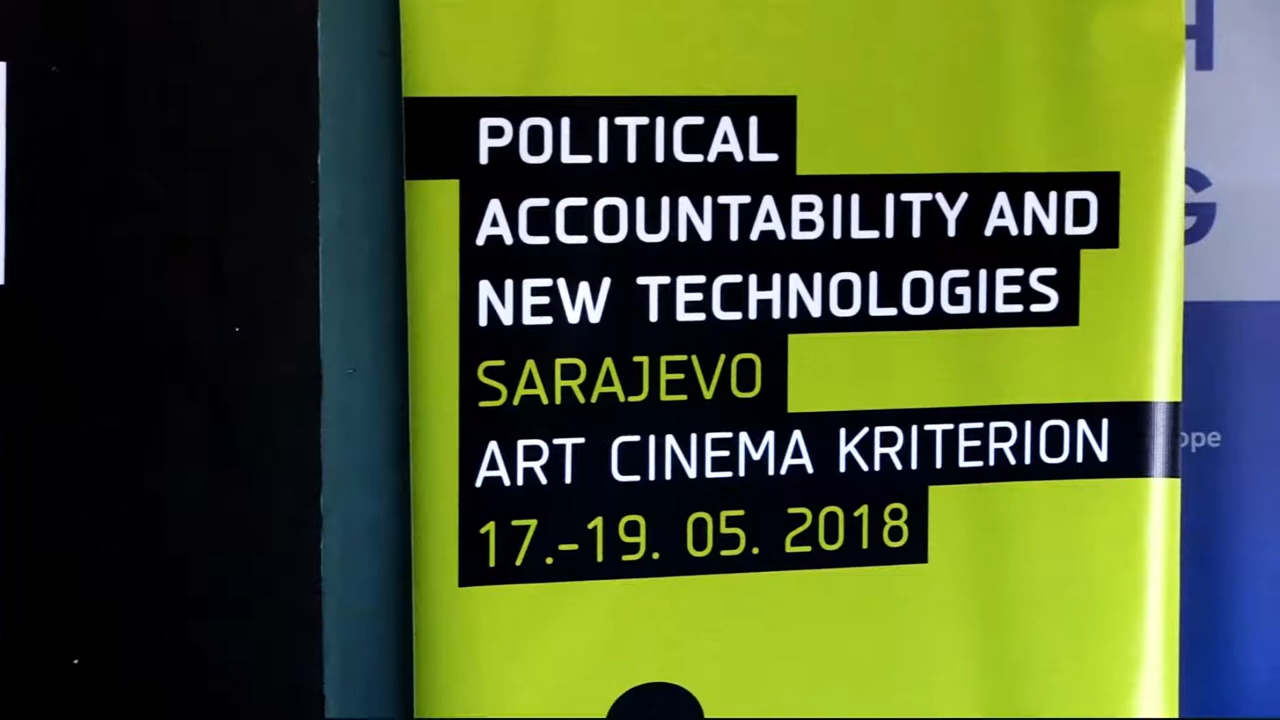 POLITICAL
ACCOUNTABILITY AND
NEW TECHNOLOGIES
SARAJEVO
ART CINEMA KRITERION
17.-19. 05. 2018